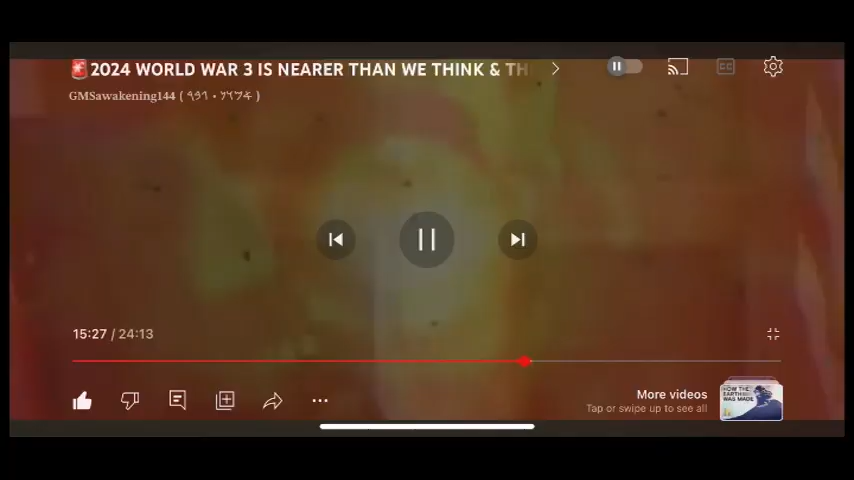 2024 WORLD WAR 3 IS NEARER THAN WE THINK & TH
GMSawakening144
CC
15:27 / 24:13
More videos
Tap or swipe up to see all
HOW THE
EARTH
WAS MADE